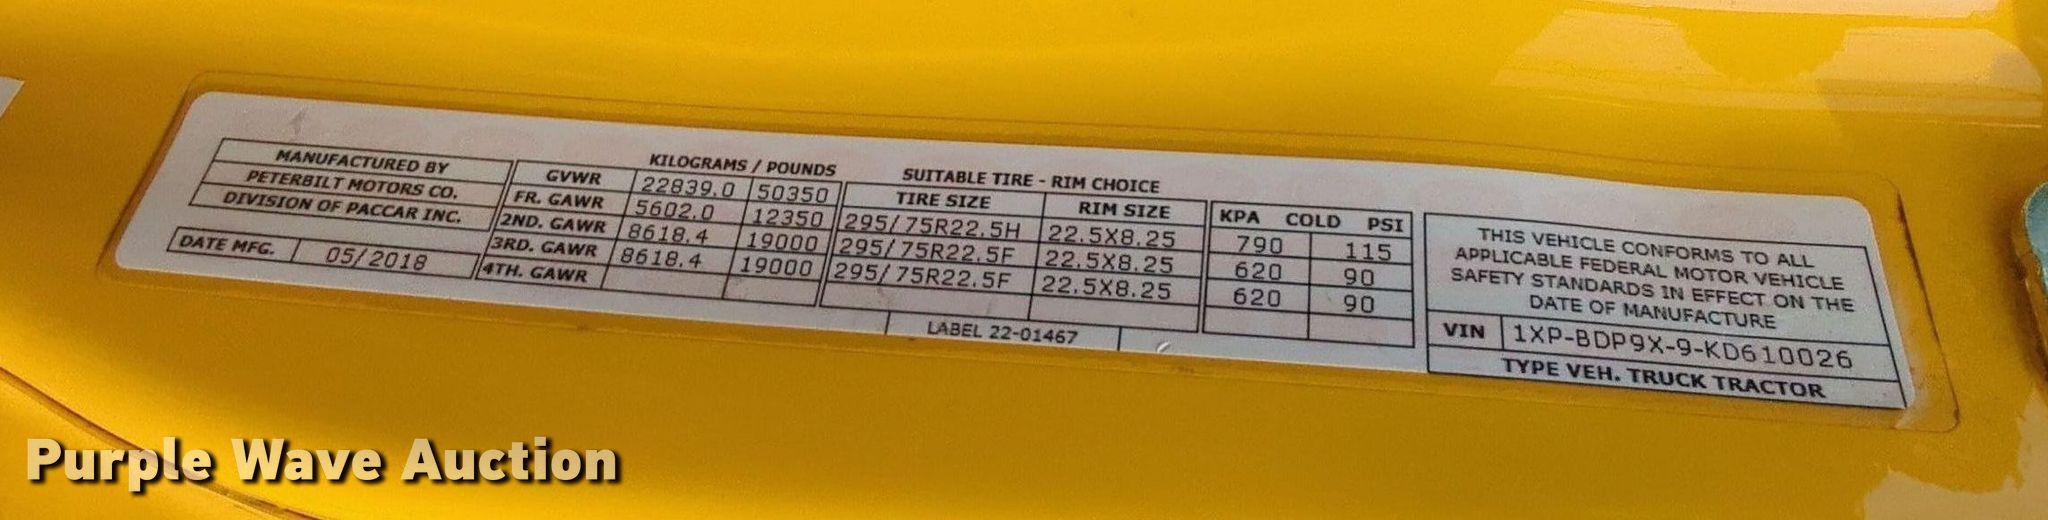 MANUFACTURED BY
PETERBILT MOTORS CO.
DIVISION OF PACCAR INC.
DATE MFG. 05/2018
KILOGRAMS / POUNDS
GVWR 22839.0 50350
FR. GAWR 5602.0 12350
2ND. GAWR 8618.4 19000
3RD. GAWR 8618.4 19000
4TH. GAWR
SUITABLE TIRE - RIM CHOICE
TIRE SIZE RIM SIZE
295/75R22.5H 22.5X8.25
295/75R22.5F 22.5X8.25
295/75R22.5F 22.5X8.25
KPA COLD PSI
790 115
620 90
620 90
LABEL 22-01467
THIS VEHICLE CONFORMS TO ALL
APPLICABLE FEDERAL MOTOR VEHICLE
SAFETY STANDARDS IN EFFECT ON THE
DATE OF MANUFACTURE
VIN 1XP-BDP9X-9-KD610026
TYPE VEH. TRUCK TRACTOR
Purple Wave Auction